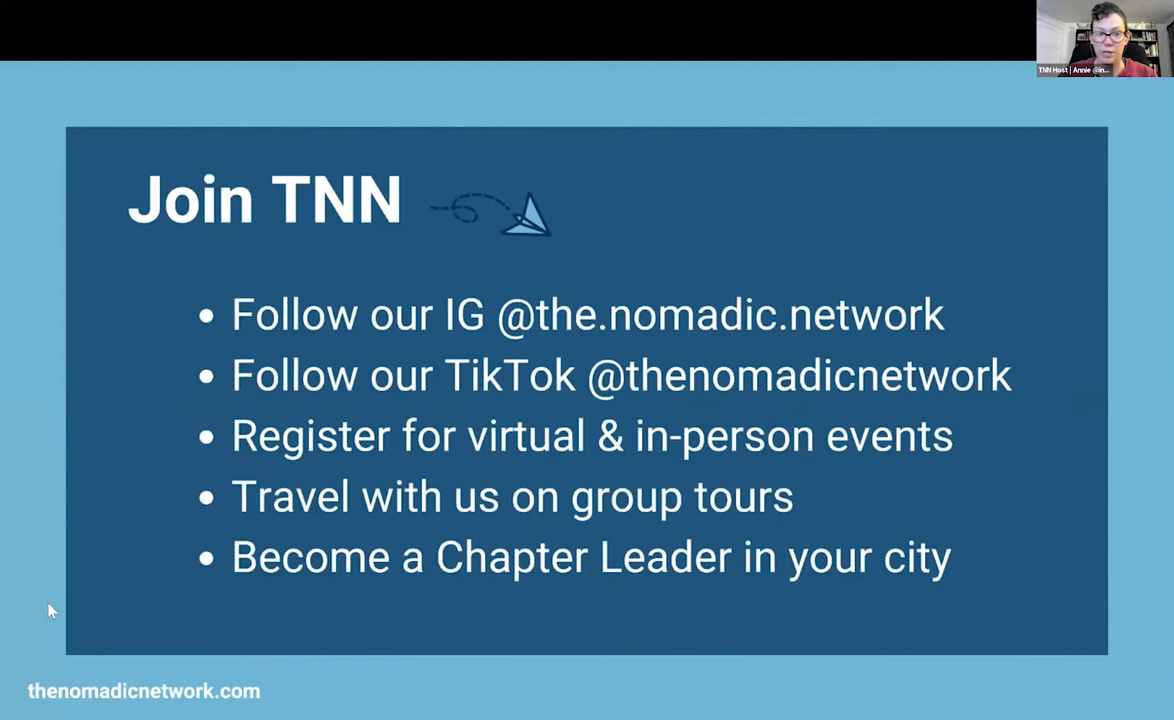 TNN Host | Annie @in...
Join TNN
• Follow our IG @the.nomadic.network
• Follow our TikTok @thenomadicnetwork
• Register for virtual & in-person events
• Travel with us on group tours
• Become a Chapter Leader in your city
thenomadicnetwork.com